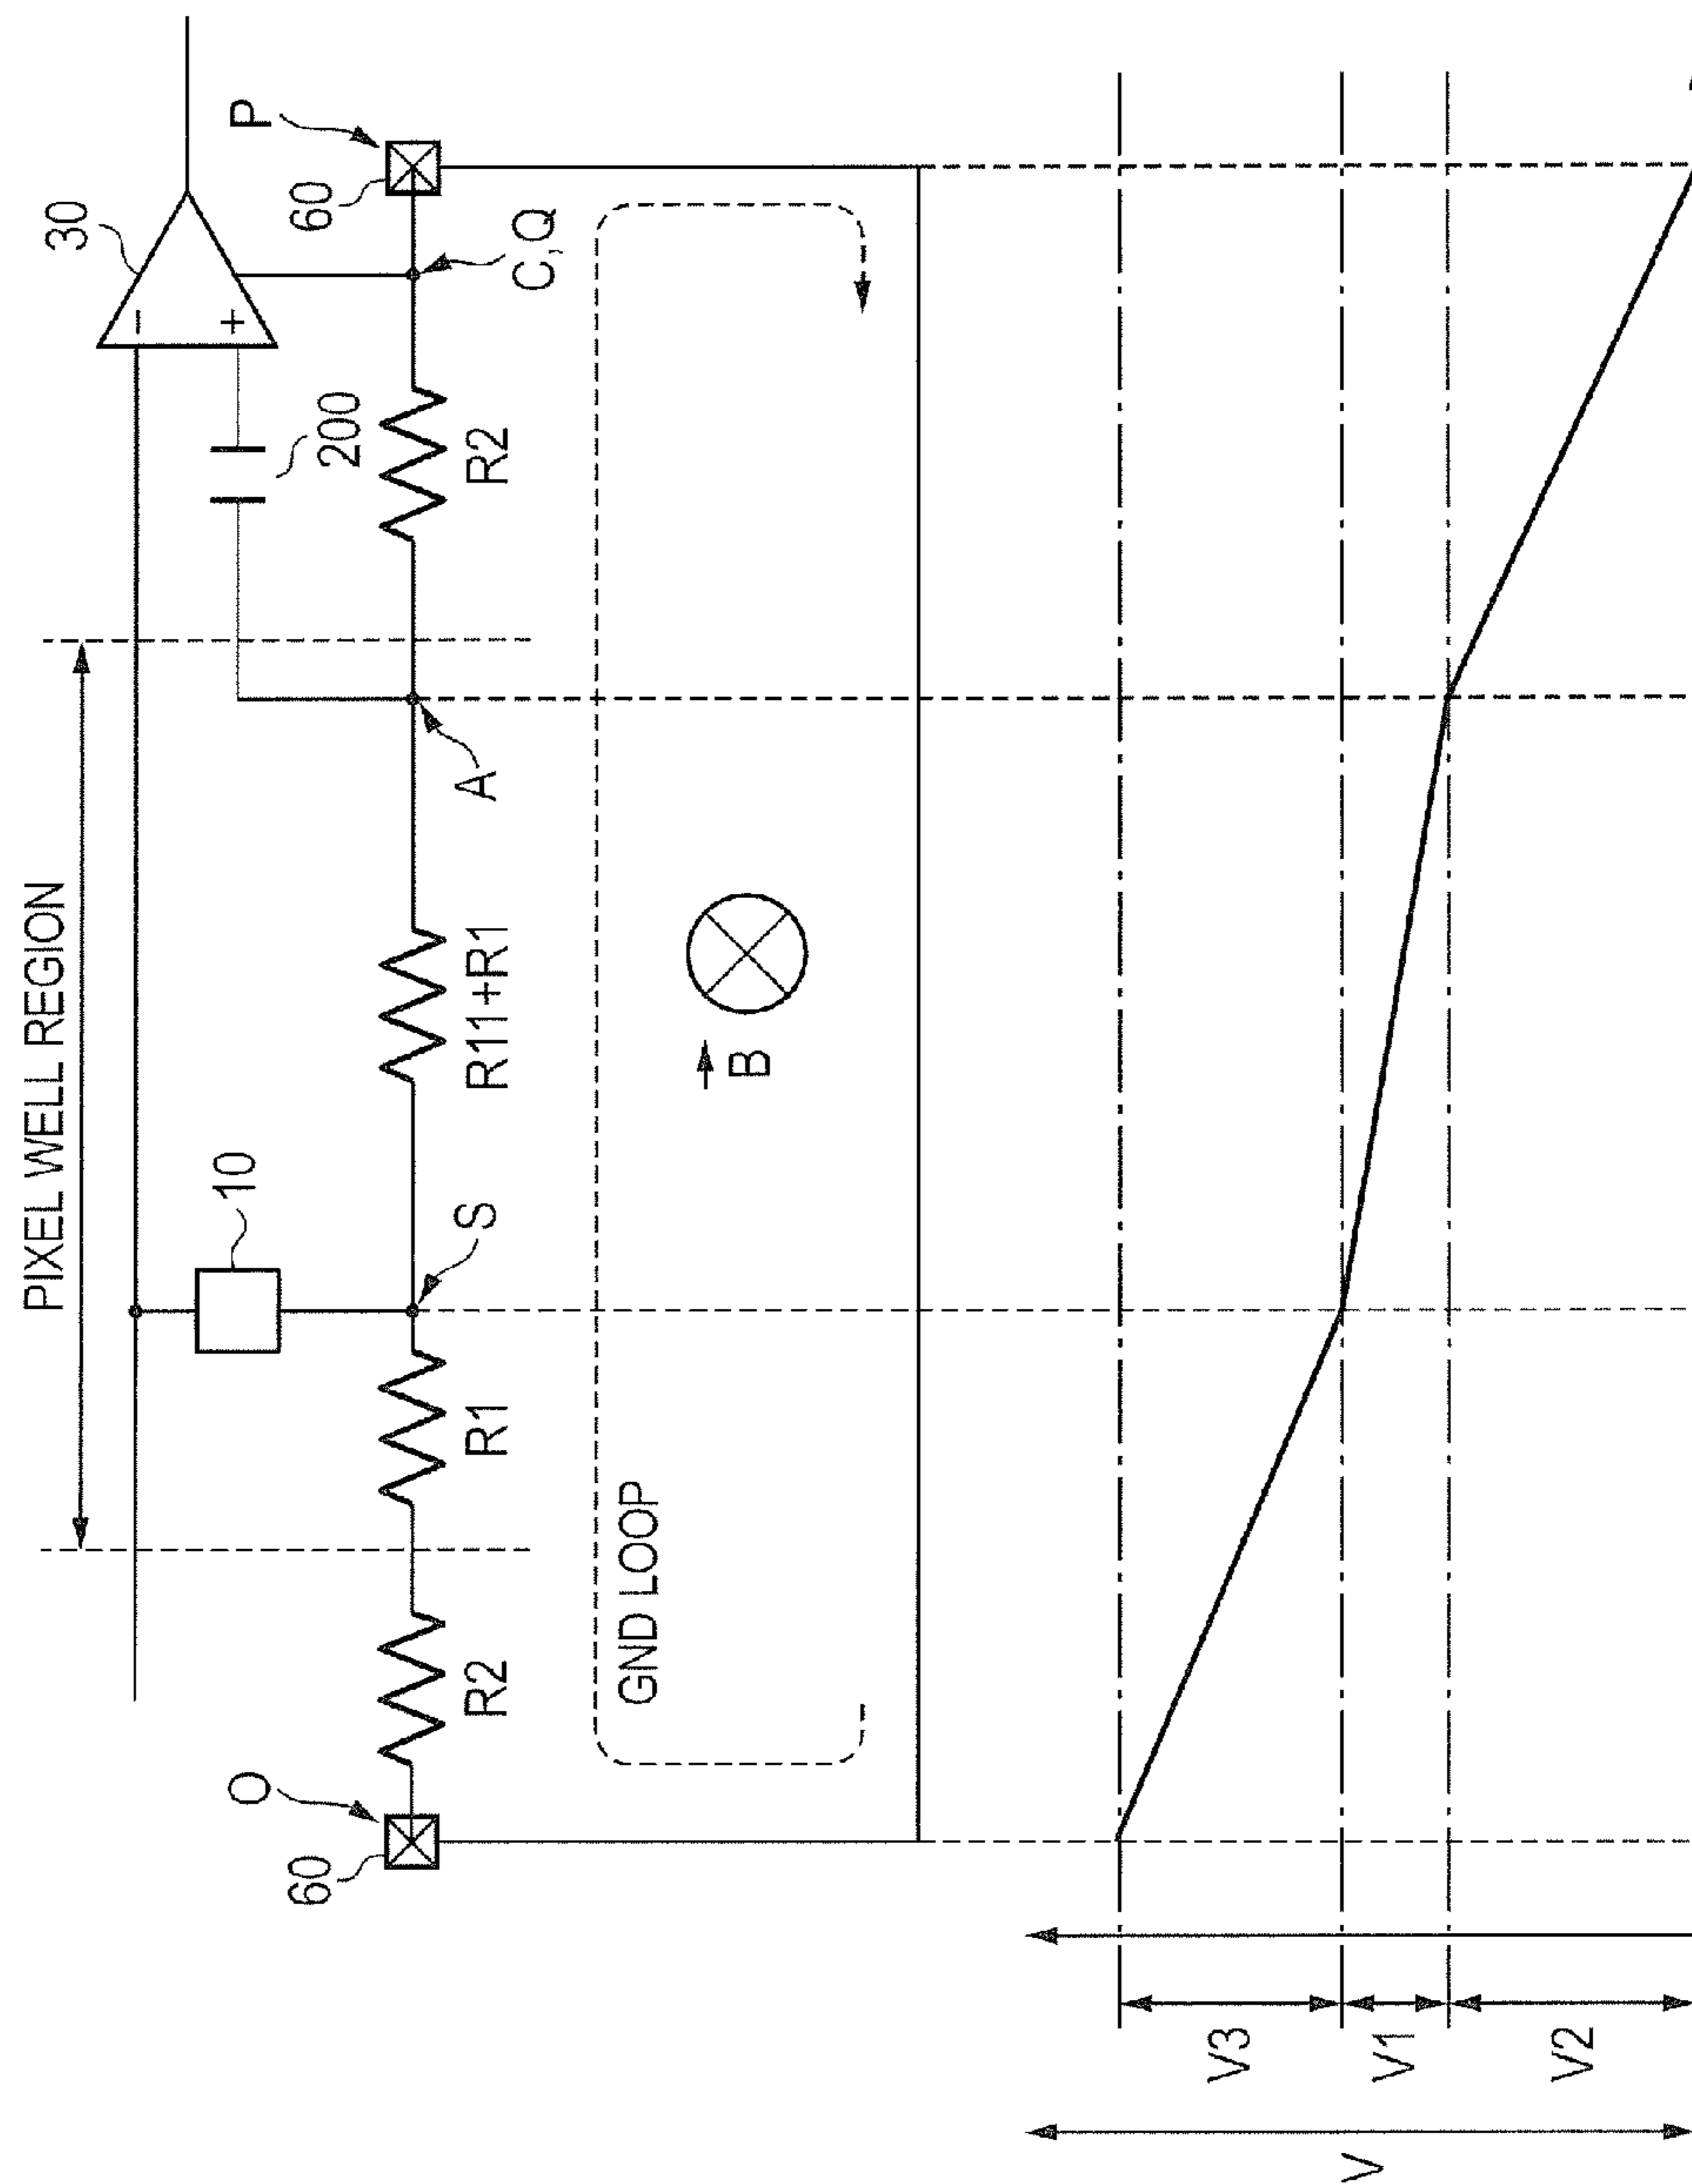 PIXEL WELL REGION
30
P
60
10
200
C, Q
O
60
S
A
R2
R1
R11+R1
R2
GND LOOP
B
V3
V1
V2
V
−
+